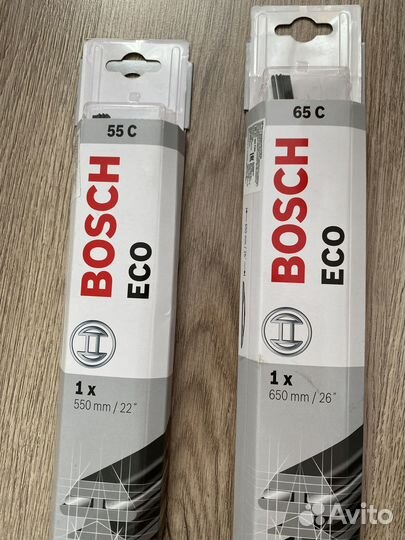 55 C
BOSCH
ECO
1 x
550 mm / 22"
65 C
BOSCH
ECO
1 x
650 mm / 26"
Avito